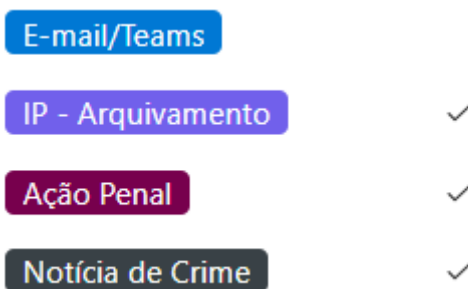 E-mail/Teams
IP - Arquivamento
Ação Penal
Notícia de Crime